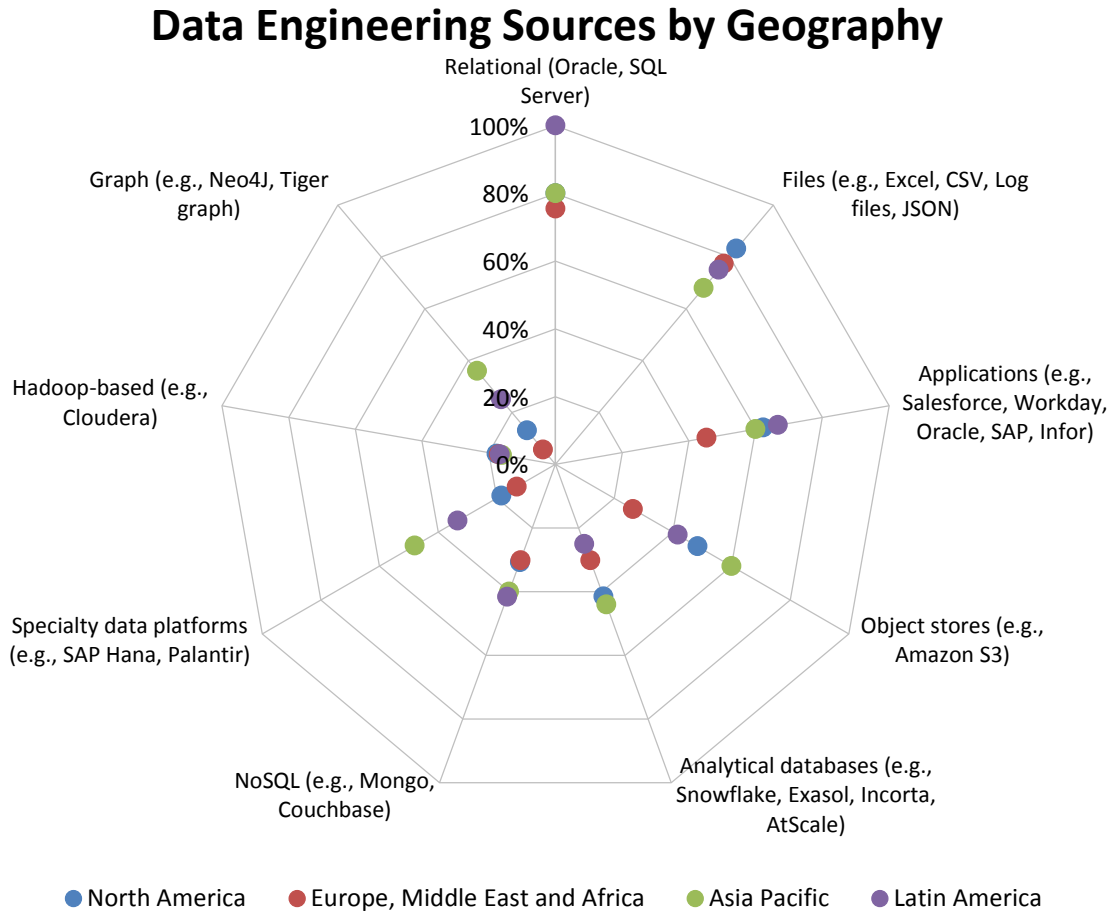 Data Engineering Sources by Geography
Relational (Oracle, SQL
Server)
100%
80%
60%
40%
20%
0%
Files (e.g., Excel, CSV, Log
files, JSON)
Applications (e.g.,
Salesforce, Workday,
Oracle, SAP, Infor)
Object stores (e.g.,
Amazon S3)
Analytical databases (e.g.,
Snowflake, Exasol, Incorta,
AtScale)
NoSQL (e.g., Mongo,
Couchbase)
Specialty data platforms
(e.g., SAP Hana, Palantir)
Hadoop-based (e.g.,
Cloudera)
Graph (e.g., Neo4J, Tiger
graph)
North America
Europe, Middle East and Africa
Asia Pacific
Latin America